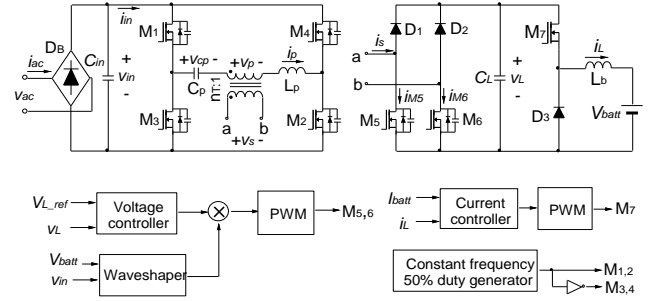 iin
M1
M4
M7
DB
iac
Cin
+
vin
-
+vcp -
+vp -
ip
Cp
Lp
nT:1
M3
M2
a
b
+vs -
vac
is
D1
D2
a
b
iM5
iM6
M5
M6
CL
+
vL
-
iL
Lb
D3
Vbatt
VL_ref
vL
Voltage
controller
PWM
M5,6
Vbatt
vin
Waveshaper
Ibatt
iL
Current
controller
PWM
M7
Constant frequency
50% duty generator
M1,2
M3,4